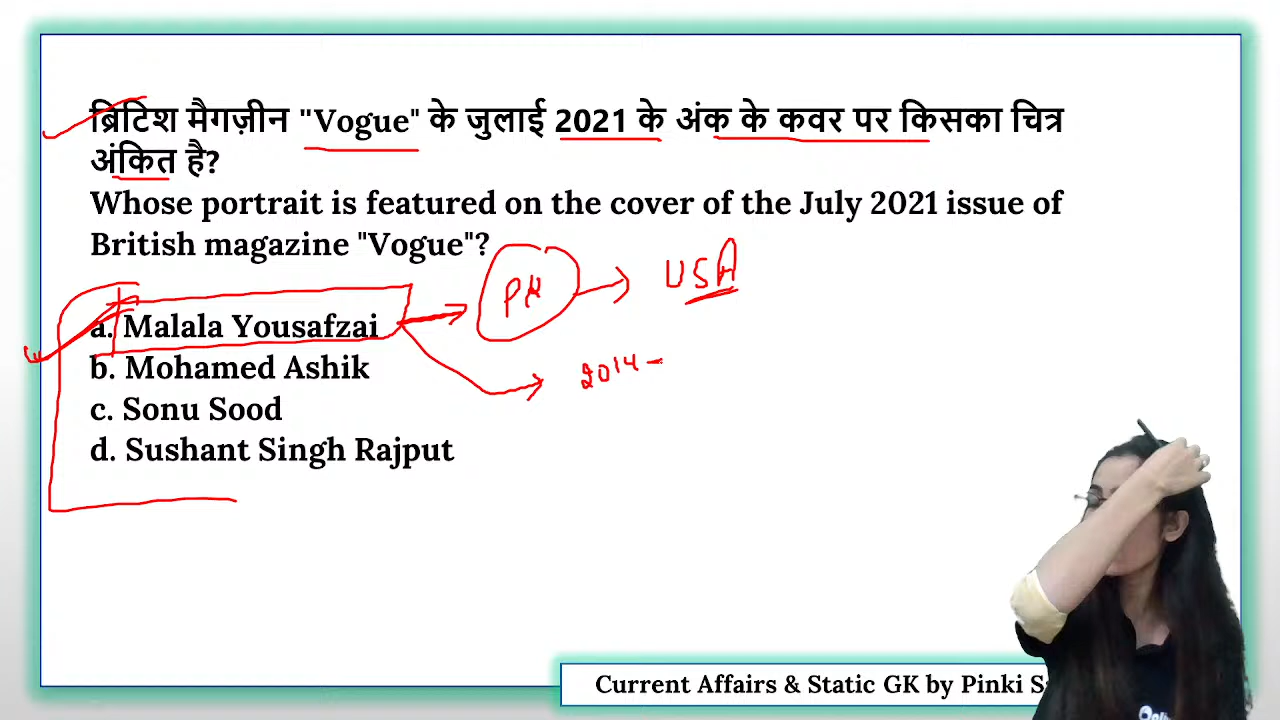 ब्रिटिश मैगज़ीन "Vogue" के जुलाई 2021 के अंक के कवर पर किसका चित्र
अंकित है?
Whose portrait is featured on the cover of the July 2021 issue of
British magazine "Vogue"?
USA
a. Malala Yousafzai
b. Mohamed Ashik
2014 -
c. Sonu Sood
d. Sushant Singh Rajput
Current Affairs & Static GK by Pinki